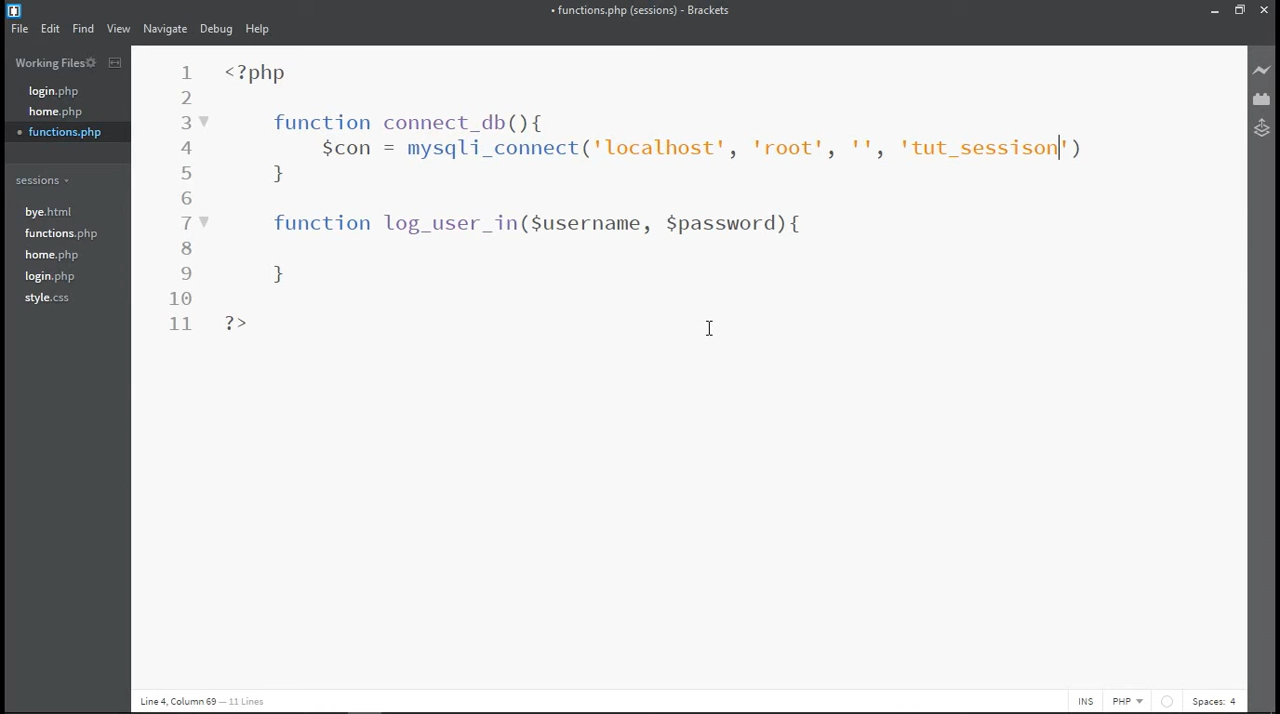 • functions.php (sessions) - Brackets
File Edit Find View Navigate Debug Help
Working Files
login.php
home.php
• functions.php
sessions
bye.html
functions.php
home.php
login.php
style.css
1 <?php
2
3 function connect_db(){
4 $con = mysqli_connect('localhost', 'root', '', 'tut_sessison')
5 }
6
7 function log_user_in($username, $password){
8
9 }
10
11 ?>
Line 4, Column 69 — 11 Lines
INS PHP Spaces: 4